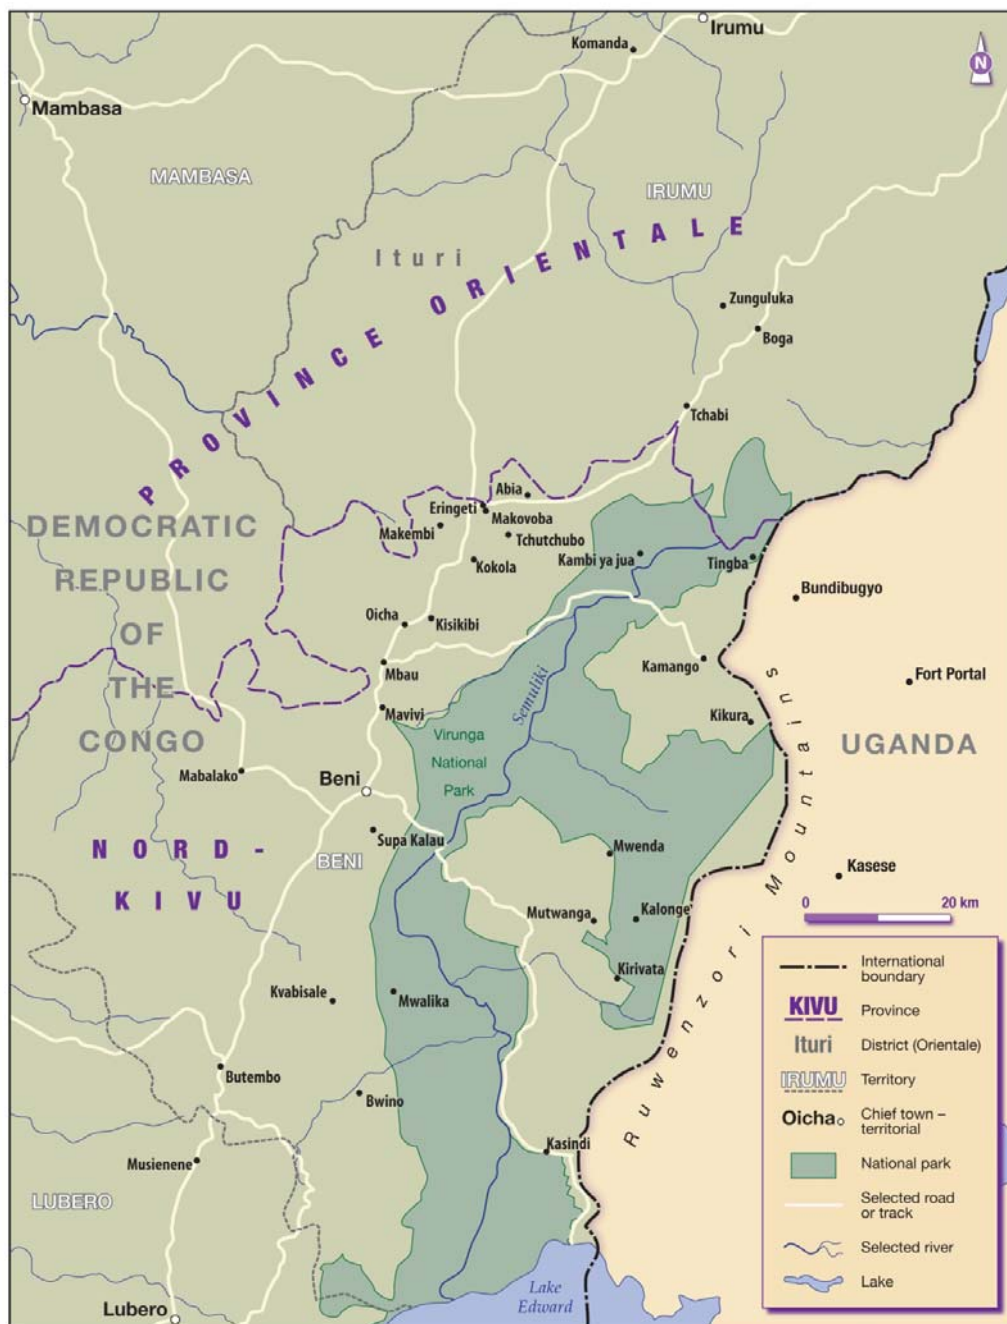 Irumu
Komanda
N
Mambasa
MAMBASA
IRUMU
Ituri
PROVINCE ORIENTALE
Zunguluka
Boga
Tchabi
Abia
Eringeti
Makovoba
Makembi
Tchutchubo
Kambi ya jua
Tingba
Kokola
DEMOCRATIC
REPUBLIC
OF
THE
CONGO
Bundibugyo
Oicha
Kisikibi
Mbau
Kamango
Fort Portal
Semuliki
Mavivi
Kikura
Virunga
National
Park
UGANDA
Mabalako
Beni
Supa Kalau
BENI
Mwenda
NORD-
KIVU
Kasese
Mutwanga
Kalonge
0 20 km
Kirivata
Ruwenzori Mountains
Kvabisale
Mwalika
Butembo
Bwino
Kasindi
Musienene
LUBERO
Lubero
Lake
Edward
International
boundary
KIVU Province
Ituri District (Orientale)
IRUMU Territory
Oicha Chief town –
territorial
National park
Selected road
or track
Selected river
Lake